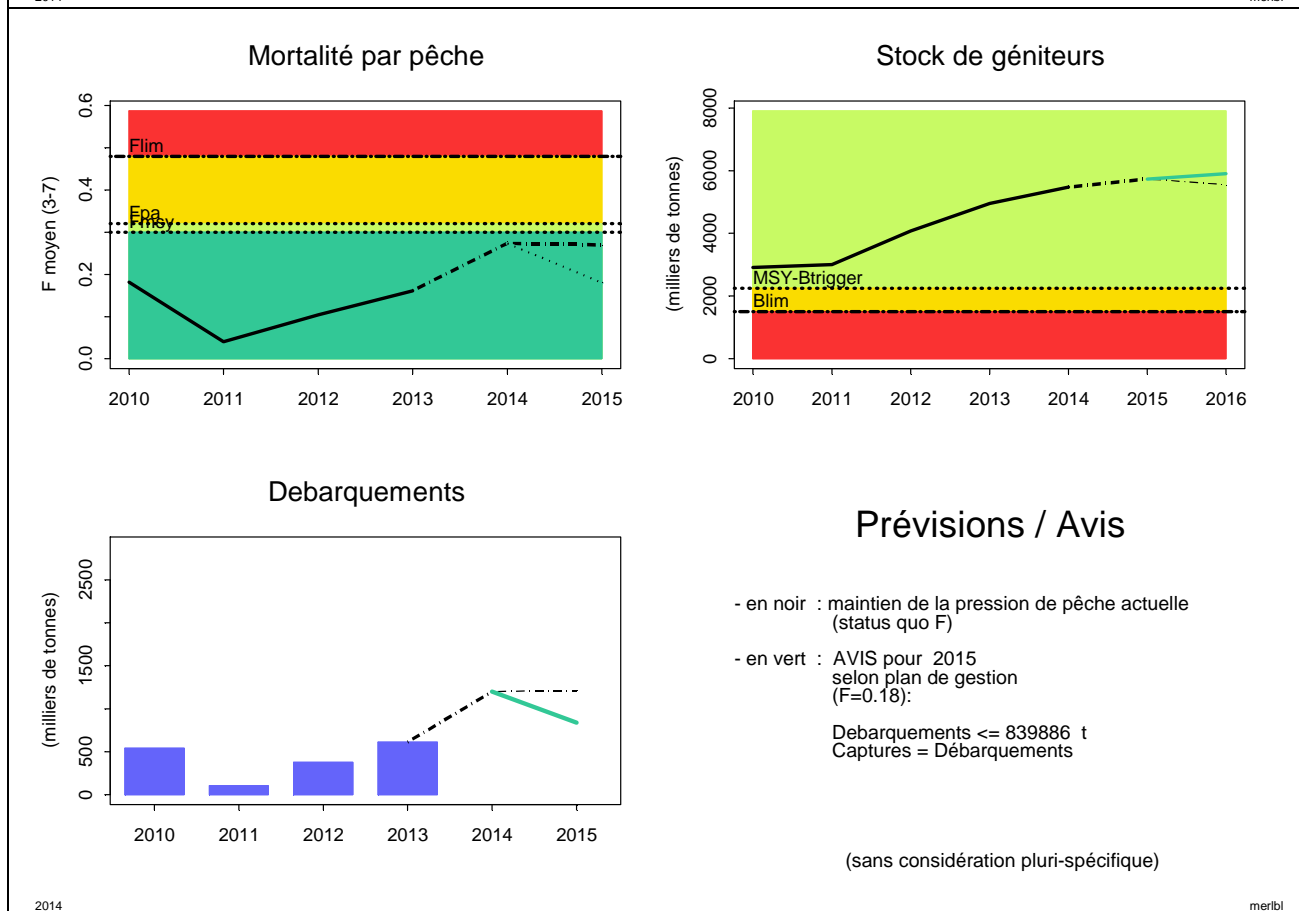 Mortalité par pêche
F moyen (3-7)
0.6
0.4
0.2
0.0
Flim
Fpa
Fmsy
2010 2011 2012 2013 2014 2015
Stock de géniteurs
(milliers de tonnes)
8000
6000
4000
2000
0
MSY-Btrigger
Blim
2010 2011 2012 2013 2014 2015 2016
Debarquements
(milliers de tonnes)
2500
1500
500
0
2010 2011 2012 2013 2014 2015
Prévisions / Avis
- en noir : maintien de la pression de pêche actuelle
(status quo F)
- en vert : AVIS pour 2015
selon plan de gestion
(F=0.18):
Debarquements <= 839886 t
Captures = Débarquements
(sans considération pluri-spécifique)
2014 merlbl